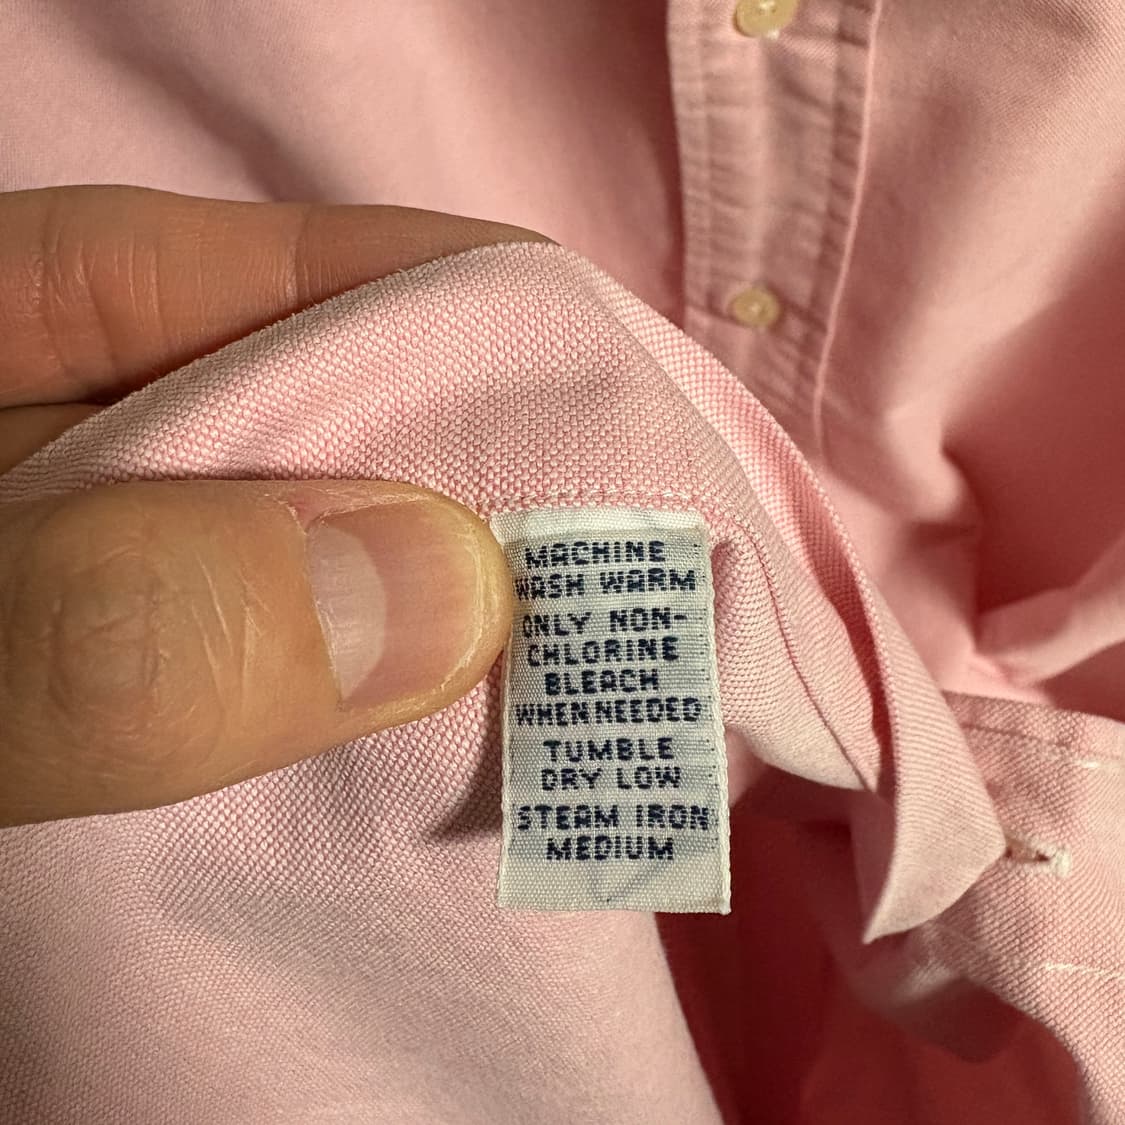 MACHINE
WASH WARM
ONLY NON-
CHLORINE
BLEACH
WHEN NEEDED
TUMBLE
DRY LOW
STEAM IRON
MEDIUM